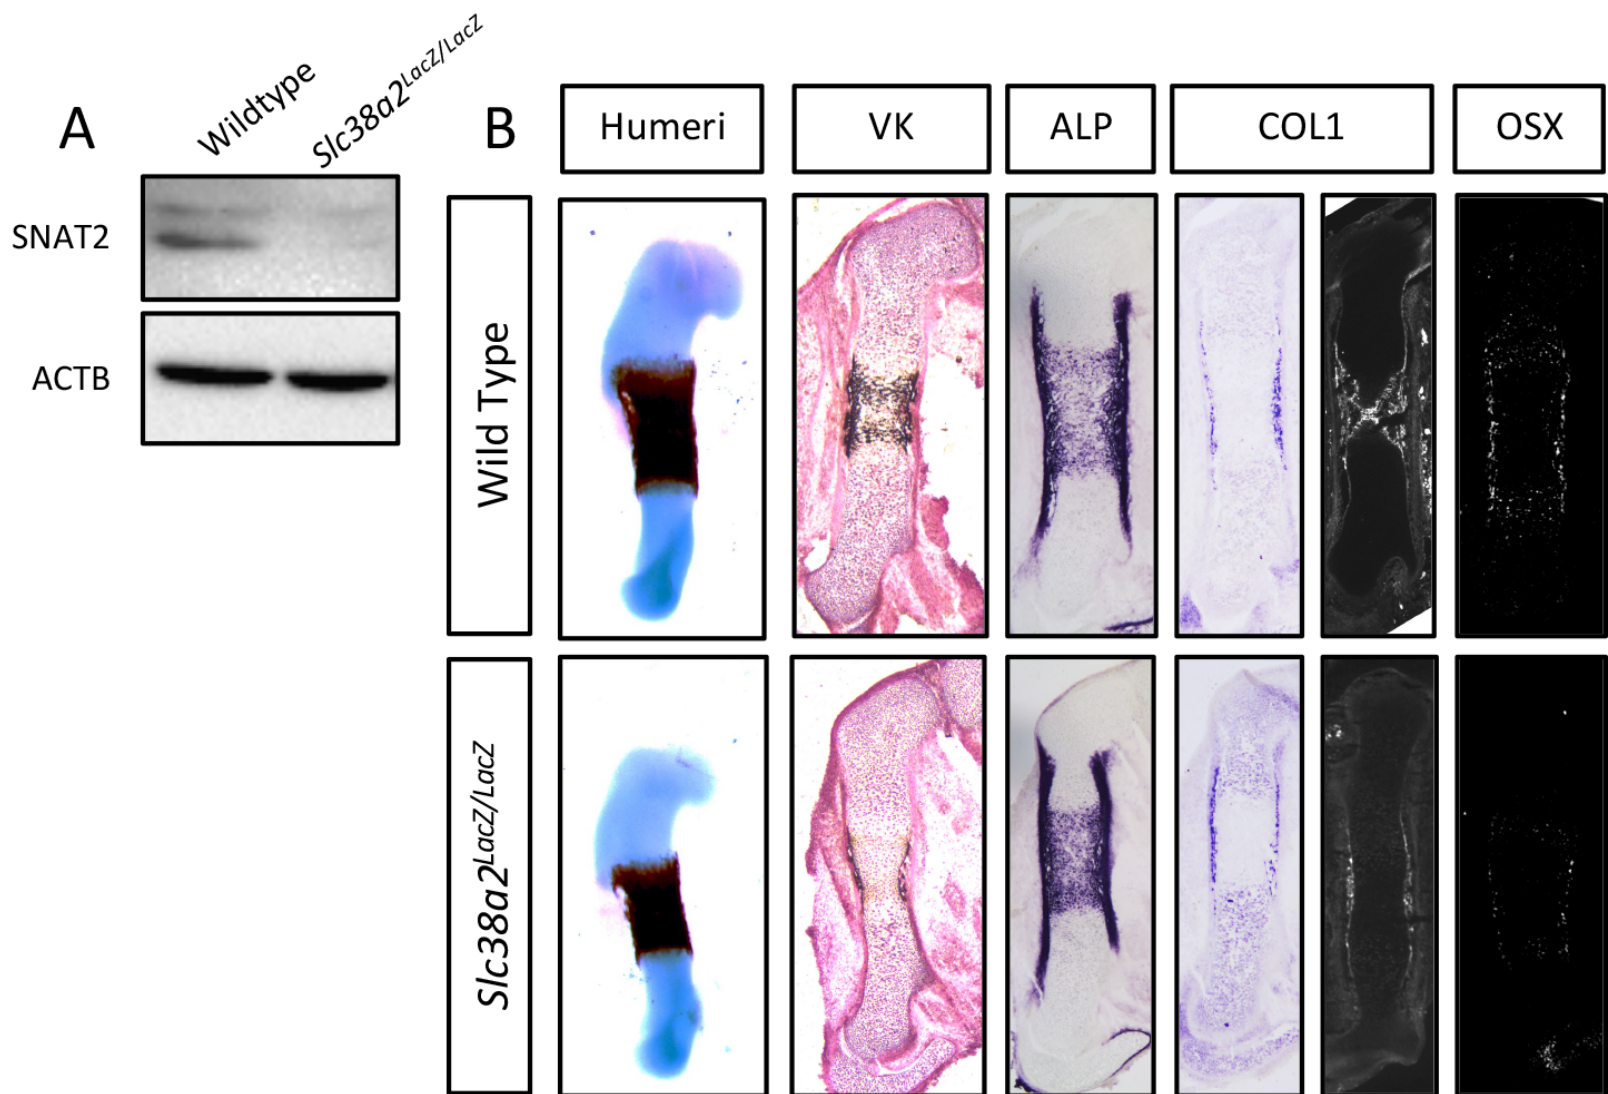 A
Wildtype
Slc38a2LacZ/LacZ
SNAT2
ACTB
B
Humeri
VK
ALP
COL1
OSX
Wild Type
Slc38a2LacZ/LacZ